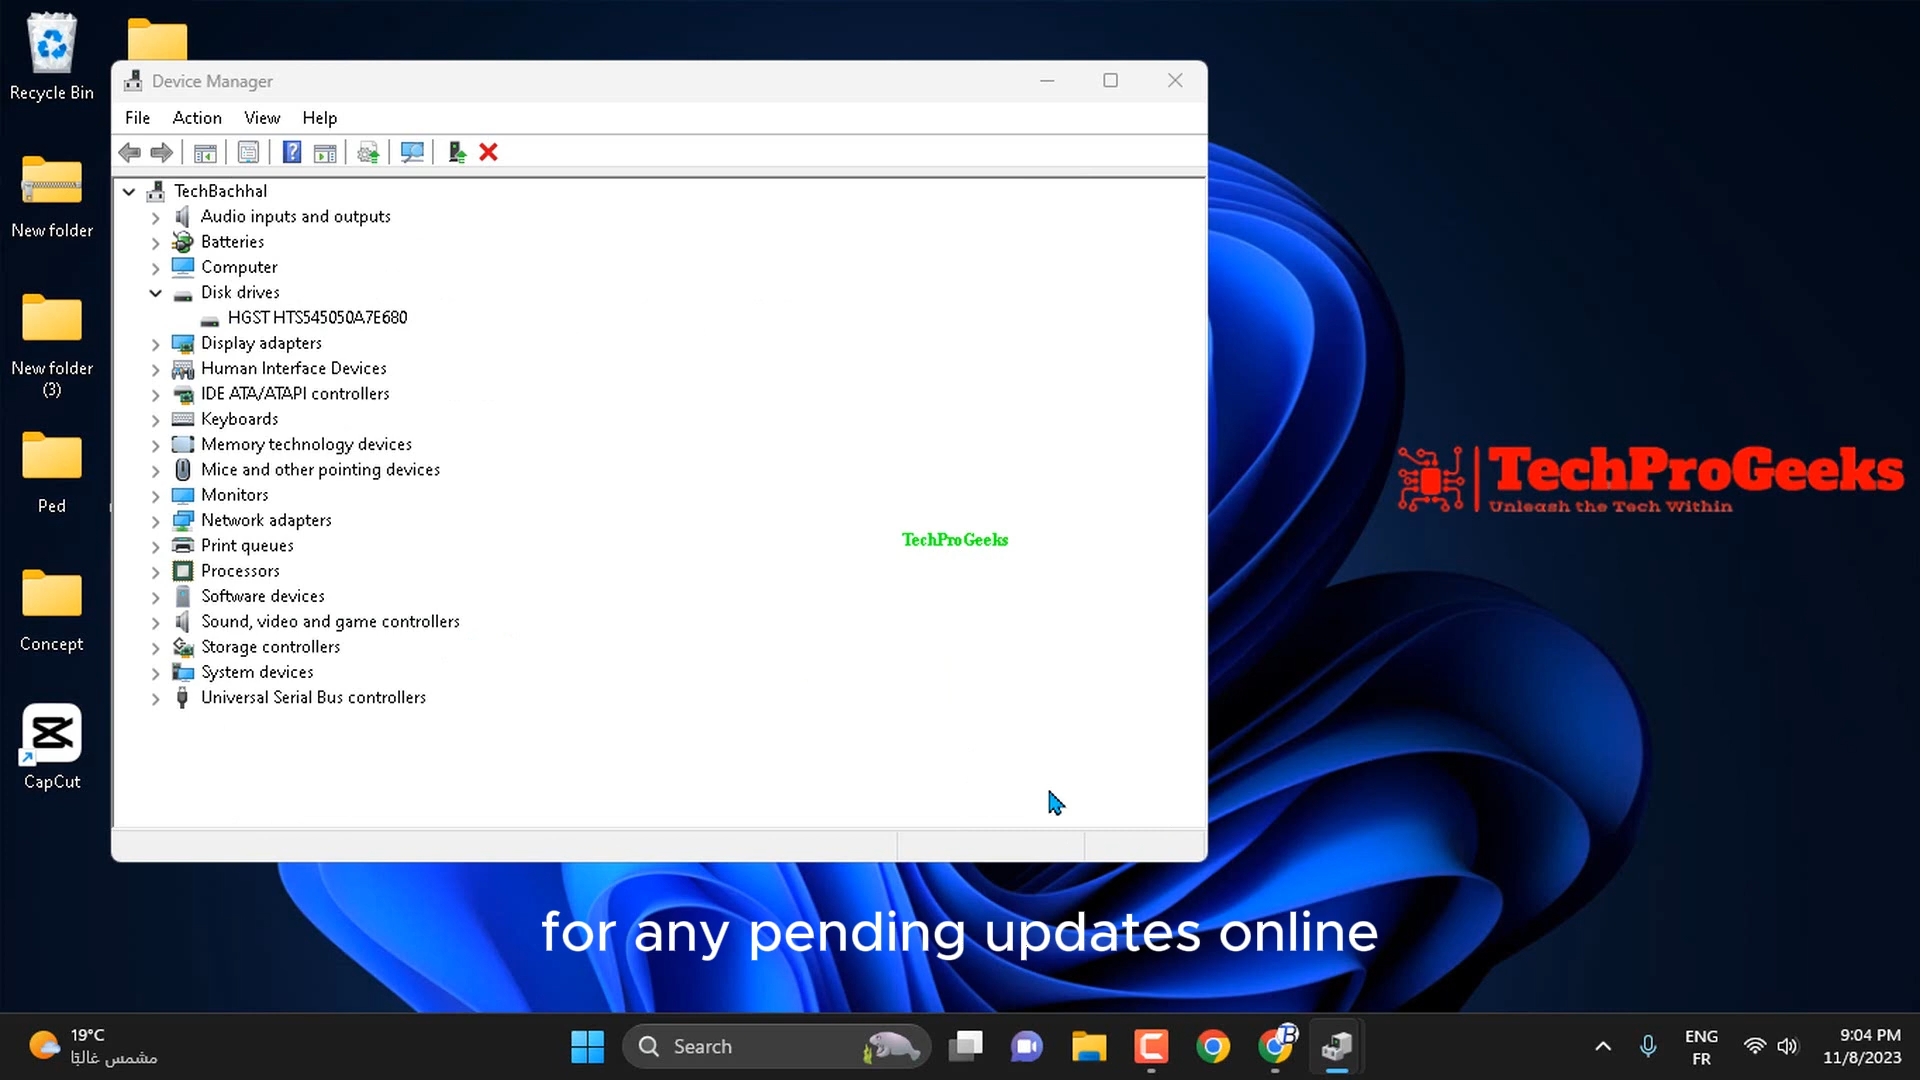 Recycle Bin
New folder
New folder
(3)
Ped
Concept
CapCut
Device Manager
File Action View Help
TechBachhal
Audio inputs and outputs
Batteries
Computer
Disk drives
HGST HTS545050A7E680
Display adapters
Human Interface Devices
IDE ATA/ATAPI controllers
Keyboards
Memory technology devices
Mice and other pointing devices
Monitors
Network adapters
Print queues
Processors
Software devices
Sound, video and game controllers
Storage controllers
System devices
Universal Serial Bus controllers
TechProGeeks
TechProGeeks
Unleash the Tech Within
for any pending updates online
19°C
مشمس غالبًا
Search
ENG
FR
9:04 PM
11/8/2023